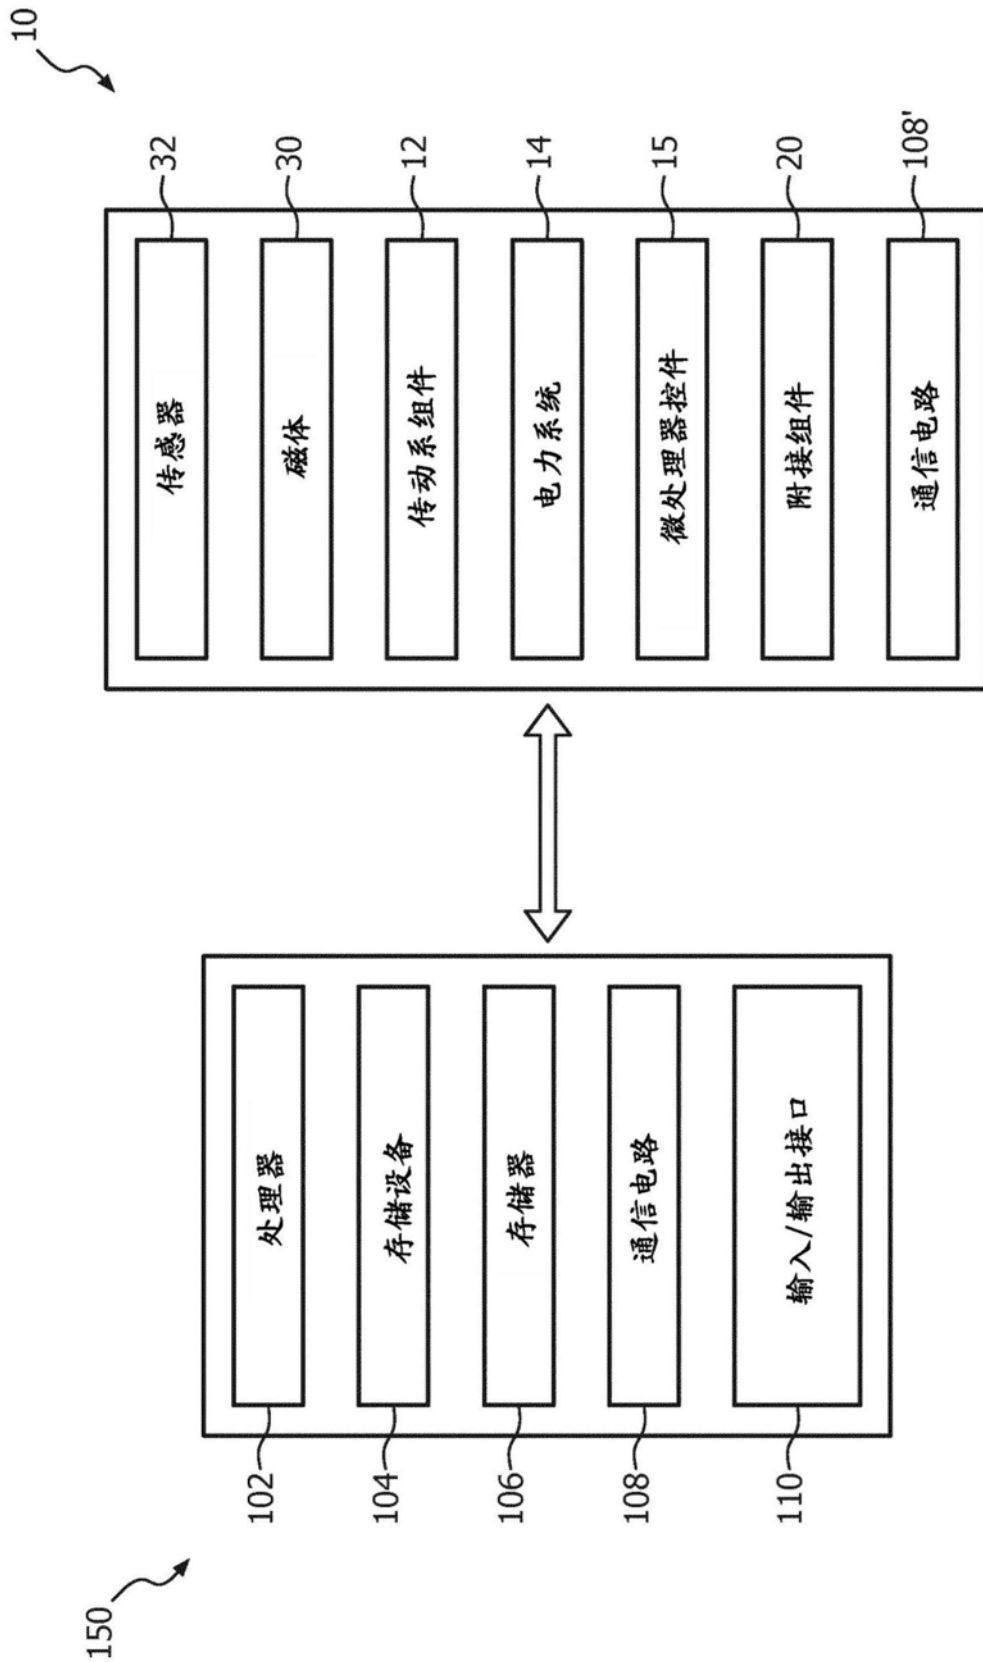 150
102
处理器
104
存储设备
106
存储器
108
通信电路
110
输入/输出接口
10
传感器
32
磁体
30
传动系组件
12
电力系统
14
微处理器控件
15
附接组件
20
通信电路
108'